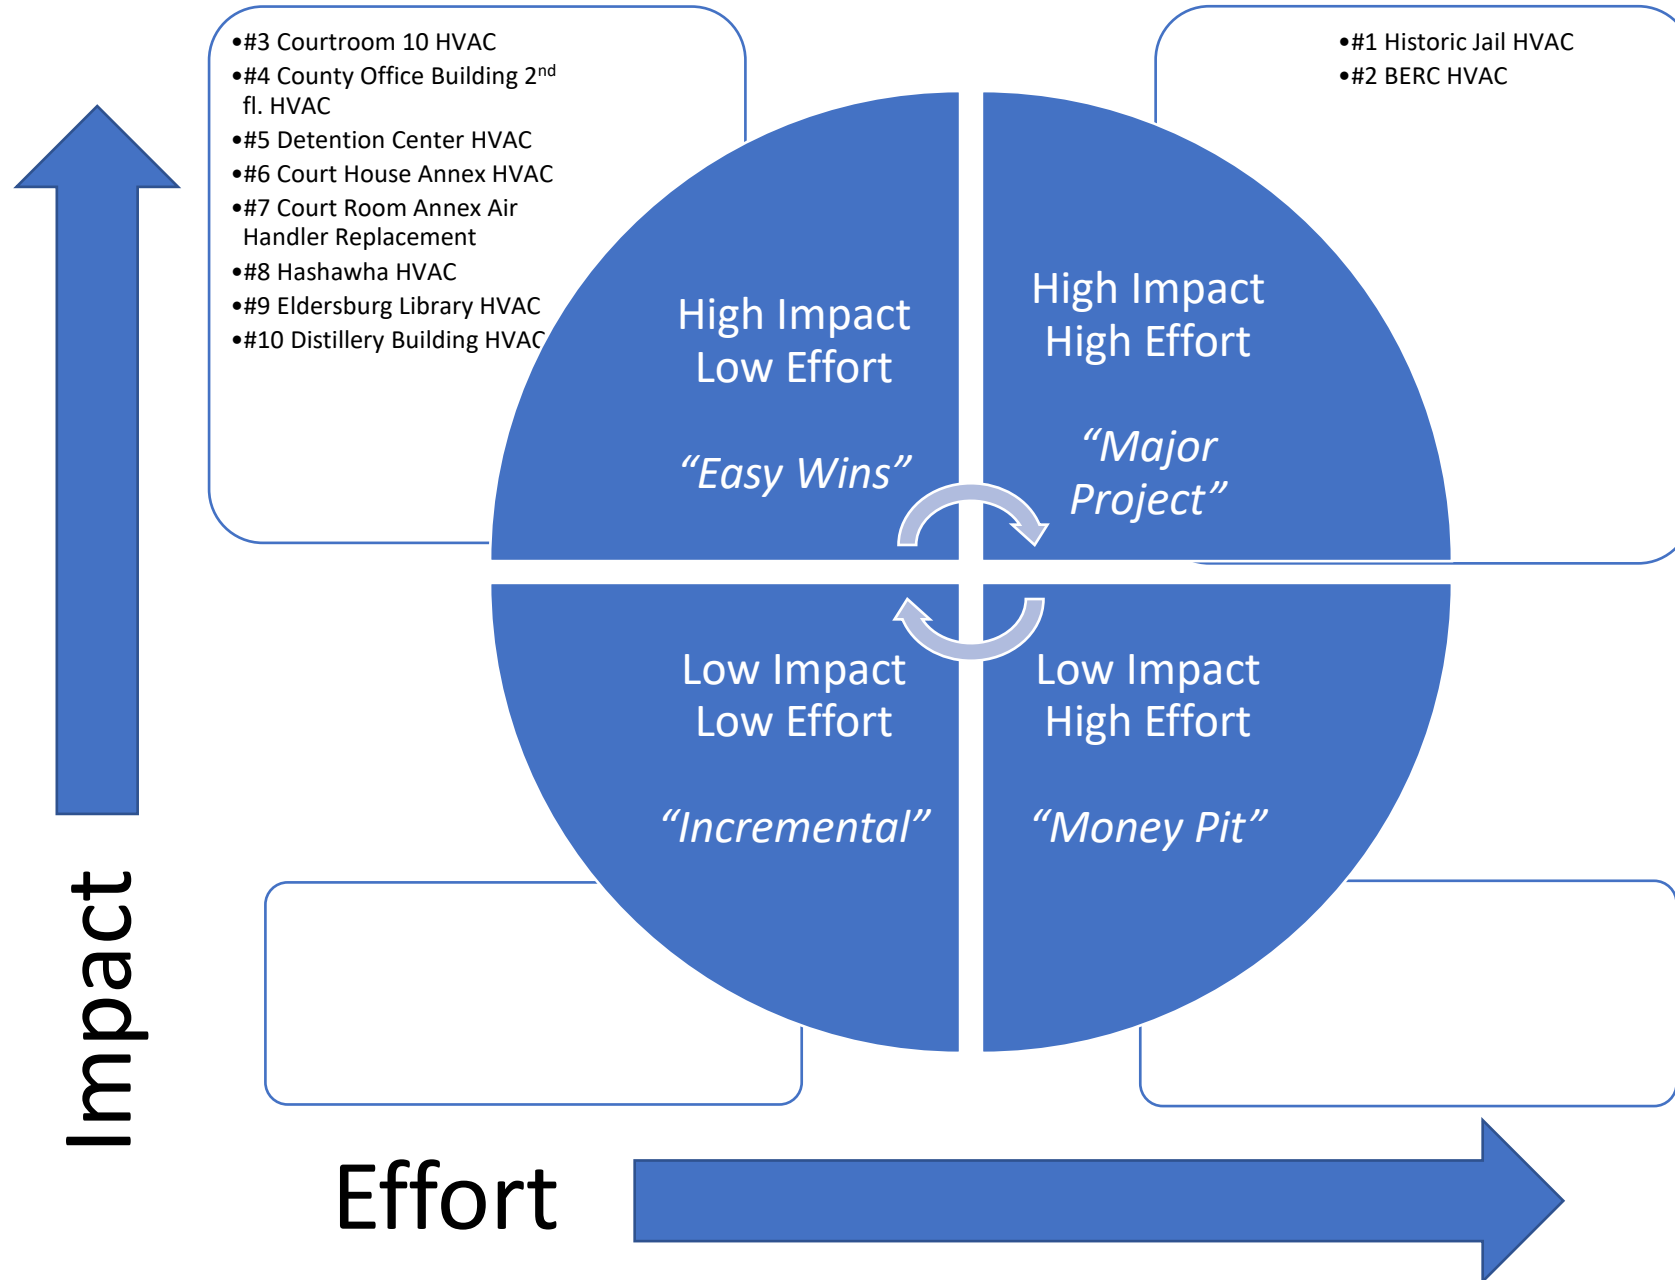 •#3 Courtroom 10 HVAC
•#4 County Office Building 2nd
fl. HVAC
•#5 Detention Center HVAC
•#6 Court House Annex HVAC
•#7 Court Room Annex Air
Handler Replacement
•#8 Hashawha HVAC
•#9 Eldersburg Library HVAC
•#10 Distillery Building HVAC
•#1 Historic Jail HVAC
•#2 BERC HVAC
High Impact
Low Effort
“Easy Wins”
High Impact
High Effort
“Major
Project”
Low Impact
Low Effort
“Incremental”
Low Impact
High Effort
“Money Pit”
Impact
Effort